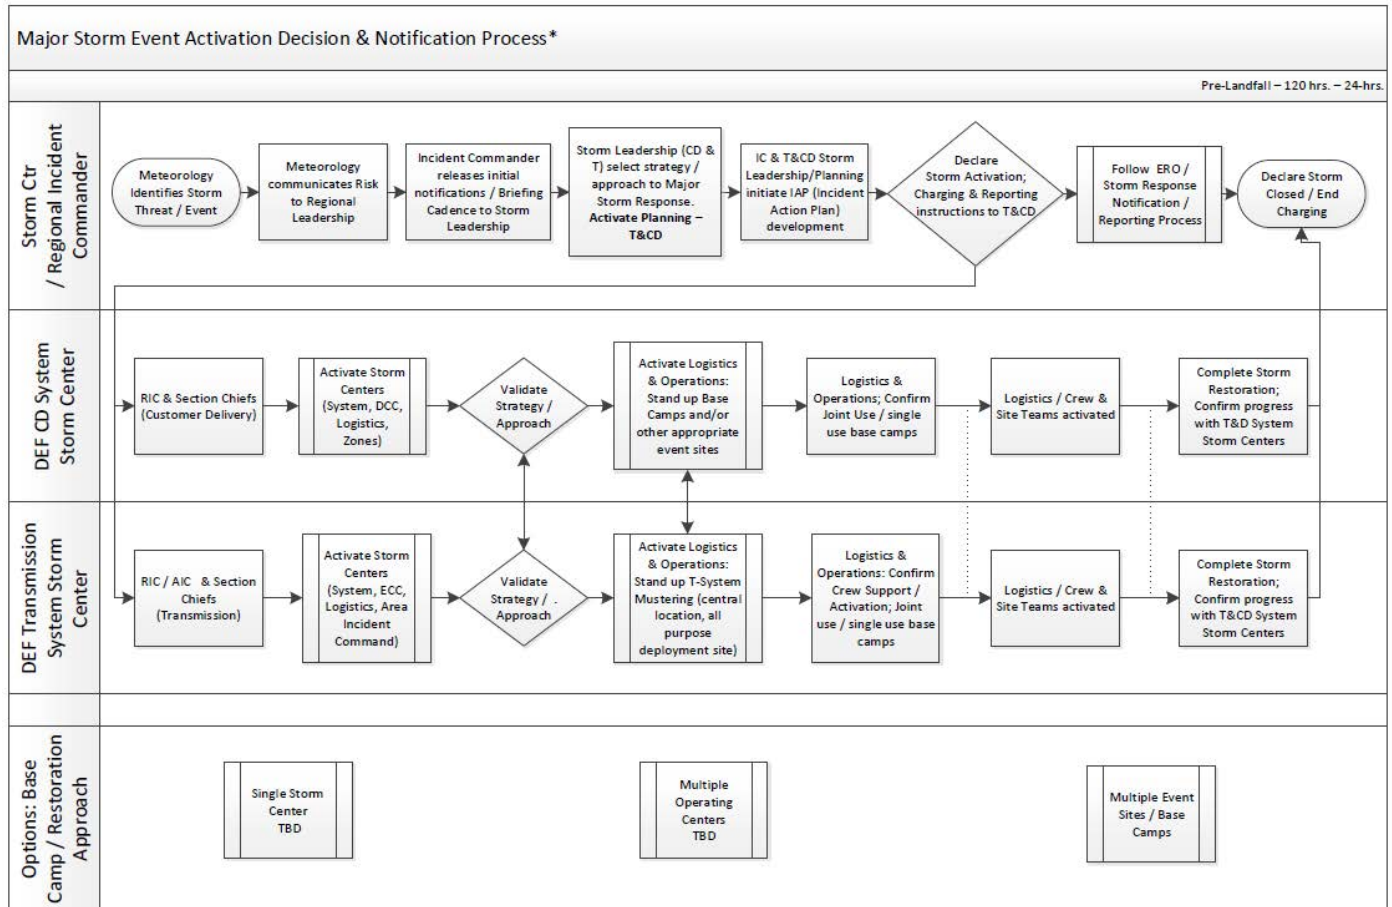 Major Storm Event Activation Decision & Notification Process*
Pre-Landfall – 120 hrs. – 24-hrs.
Storm Ctr
/ Regional Incident
Commander
Meteorology
Identifies Storm
Threat / Event
Meteorology
communicates Risk
to Regional
Leadership
Incident Commander
releases initial
notifications / Briefing
Cadence to Storm
Leadership
Storm Leadership (CD &
T) select strategy /
approach to Major
Storm Response.
Activate Planning –
T&CD
IC & T&CD Storm
Leadership/Planning
initiate IAP (Incident
Action Plan)
development
Declare
Storm Activation;
Charging & Reporting
instructions to T&CD
Follow ERO /
Storm Response
Notification /
Reporting Process
Declare Storm
Closed / End
Charging
DEF CD System
Storm Center
RIC & Section Chiefs
(Customer Delivery)
Activate Storm
Centers
(System, DCC,
Logistics,
Zones)
Validate
Strategy /
Approach
Activate Logistics
& Operations:
Stand up Base
Camps and/or
other appropriate
event sites
Logistics &
Operations; Confirm
Joint Use / single
use base camps
Logistics / Crew &
Site Teams activated
Complete Storm
Restoration;
Confirm progress
with T&D System
Storm Centers
DEF Transmission
System Storm
Center
RIC / AIC & Section
Chiefs
(Transmission)
Activate Storm
Centers
(System, ECC,
Logistics, Area
Incident
Command)
Validate
Strategy / .
Approach
Activate Logistics
& Operations:
Stand up T-System
Mustering (central
location, all
purpose
deployment site)
Logistics &
Operations: Confirm
Crew Support /
Activation; Joint
use / single use base
camps
Logistics / Crew &
Site Teams activated
Complete Storm
Restoration;
Confirm progress
with T&CD System
Storm Centers
Options: Base
Camp / Restoration
Approach
Single Storm
Center
TBD
Multiple
Operating
Centers
TBD
Multiple Event
Sites / Base
Camps